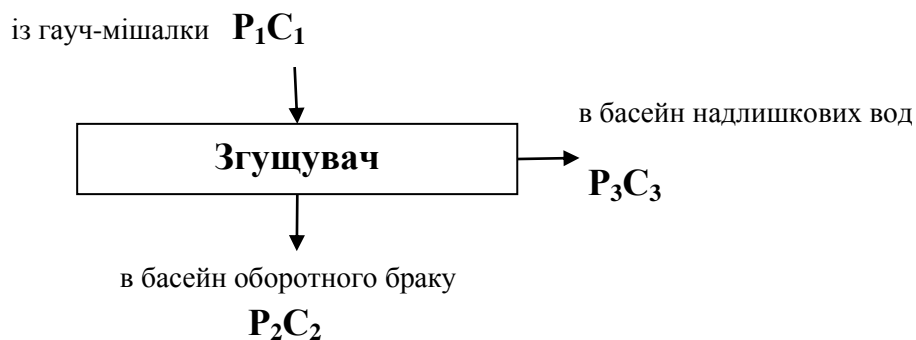 із гауч-мішалки P₁C₁
в басейн надлишкових вод
Згущувач
P₃C₃
в басейн оборотного браку
P₂C₂